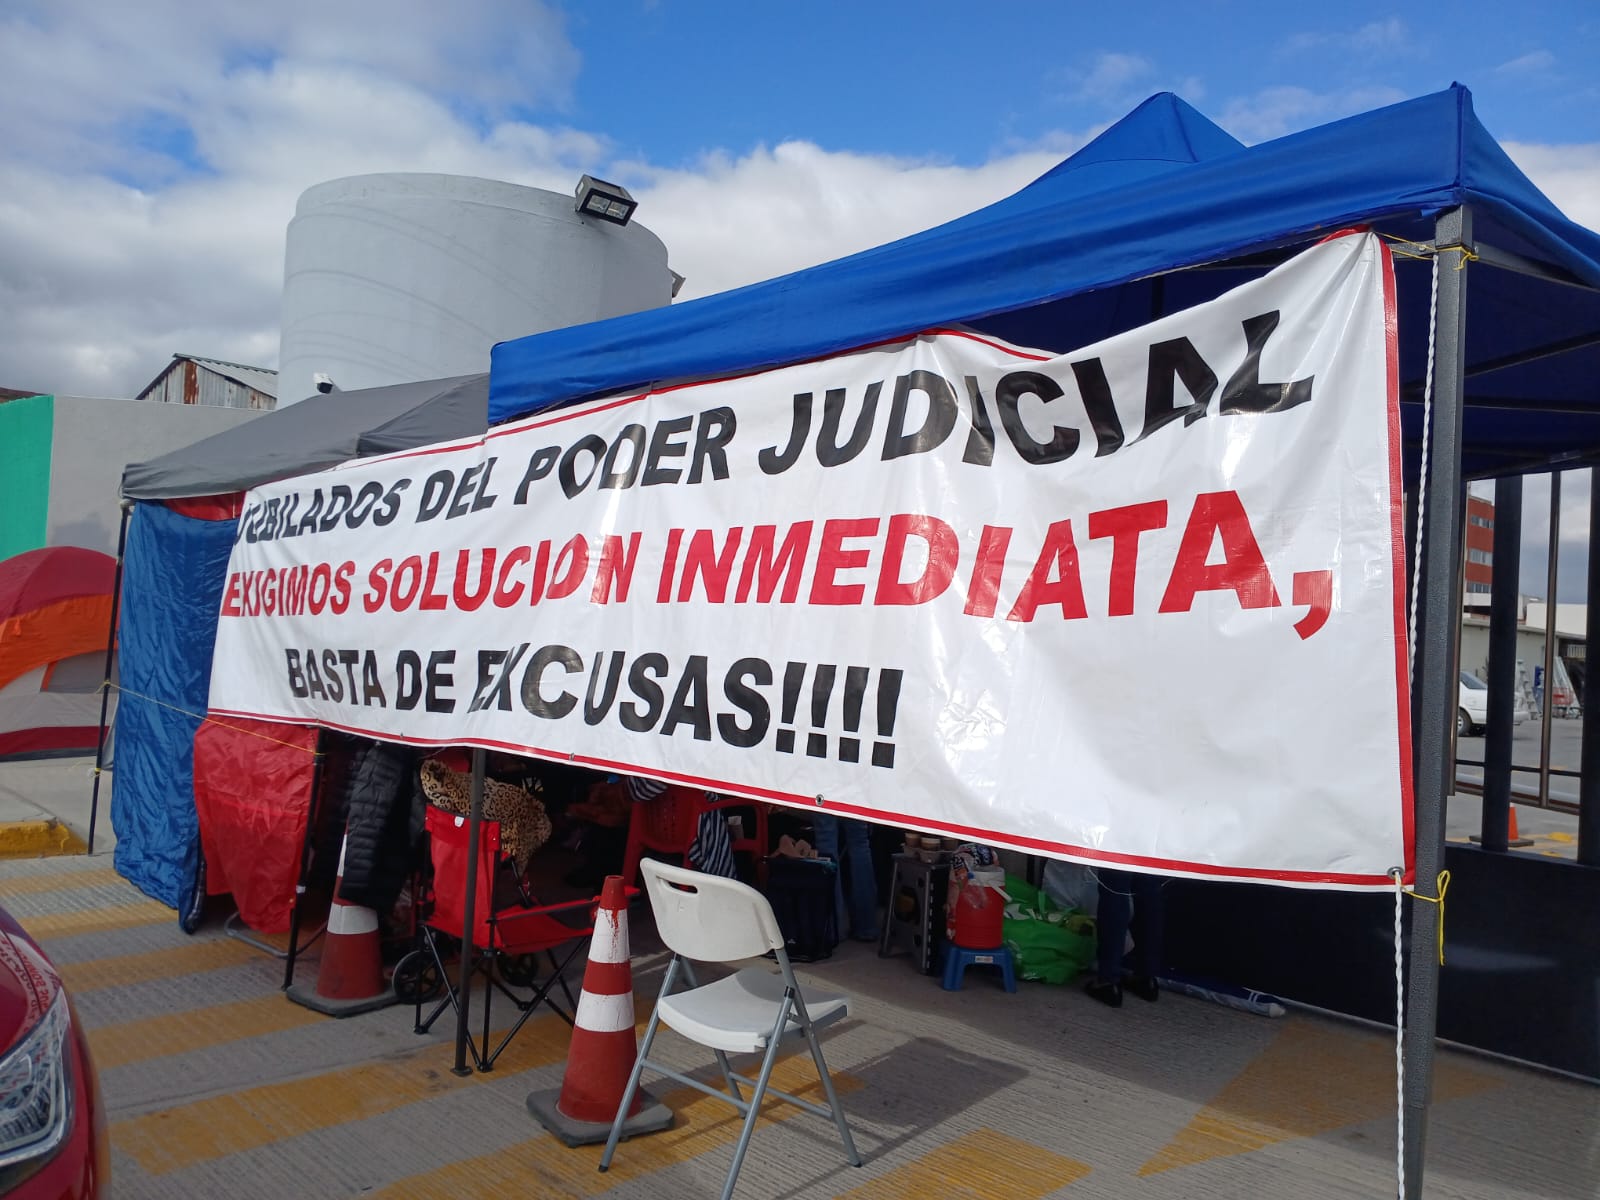 JUBILADOS DEL PODER JUDICIAL
EXIGIMOS SOLUCION INMEDIATA,
BASTA DE EXCUSAS!!!!